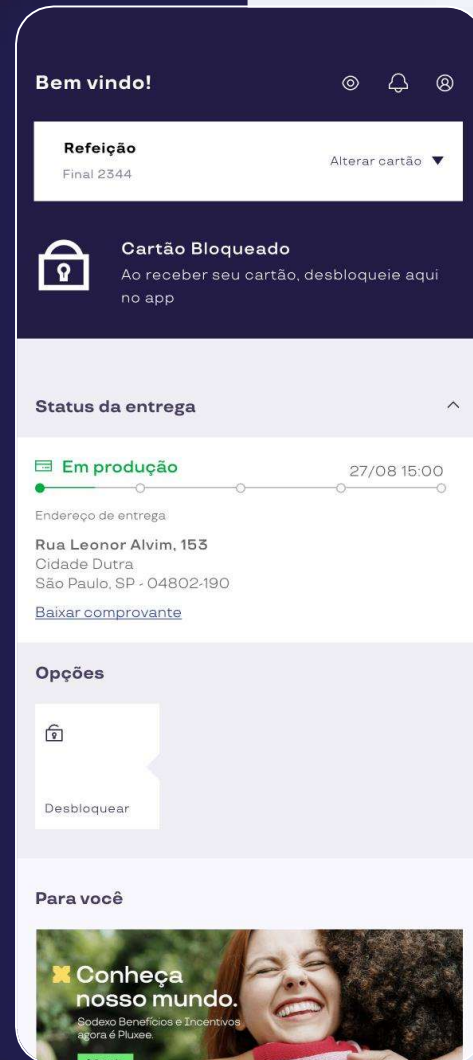 Bem vindo!
Refeição
Final 2344
Alterar cartão
Cartão Bloqueado
Ao receber seu cartão, desbloqueie aqui
no app
Status da entrega
Em produção
27/08 15:00
Endereço de entrega
Rua Leonor Alvim, 153
Cidade Dutra
São Paulo, SP - 04802-190
Baixar comprovante
Opções
Desbloquear
Para você
Conheça
nosso mundo.
Sodexo Benefícios e Incentivos
agora é Pluxee.